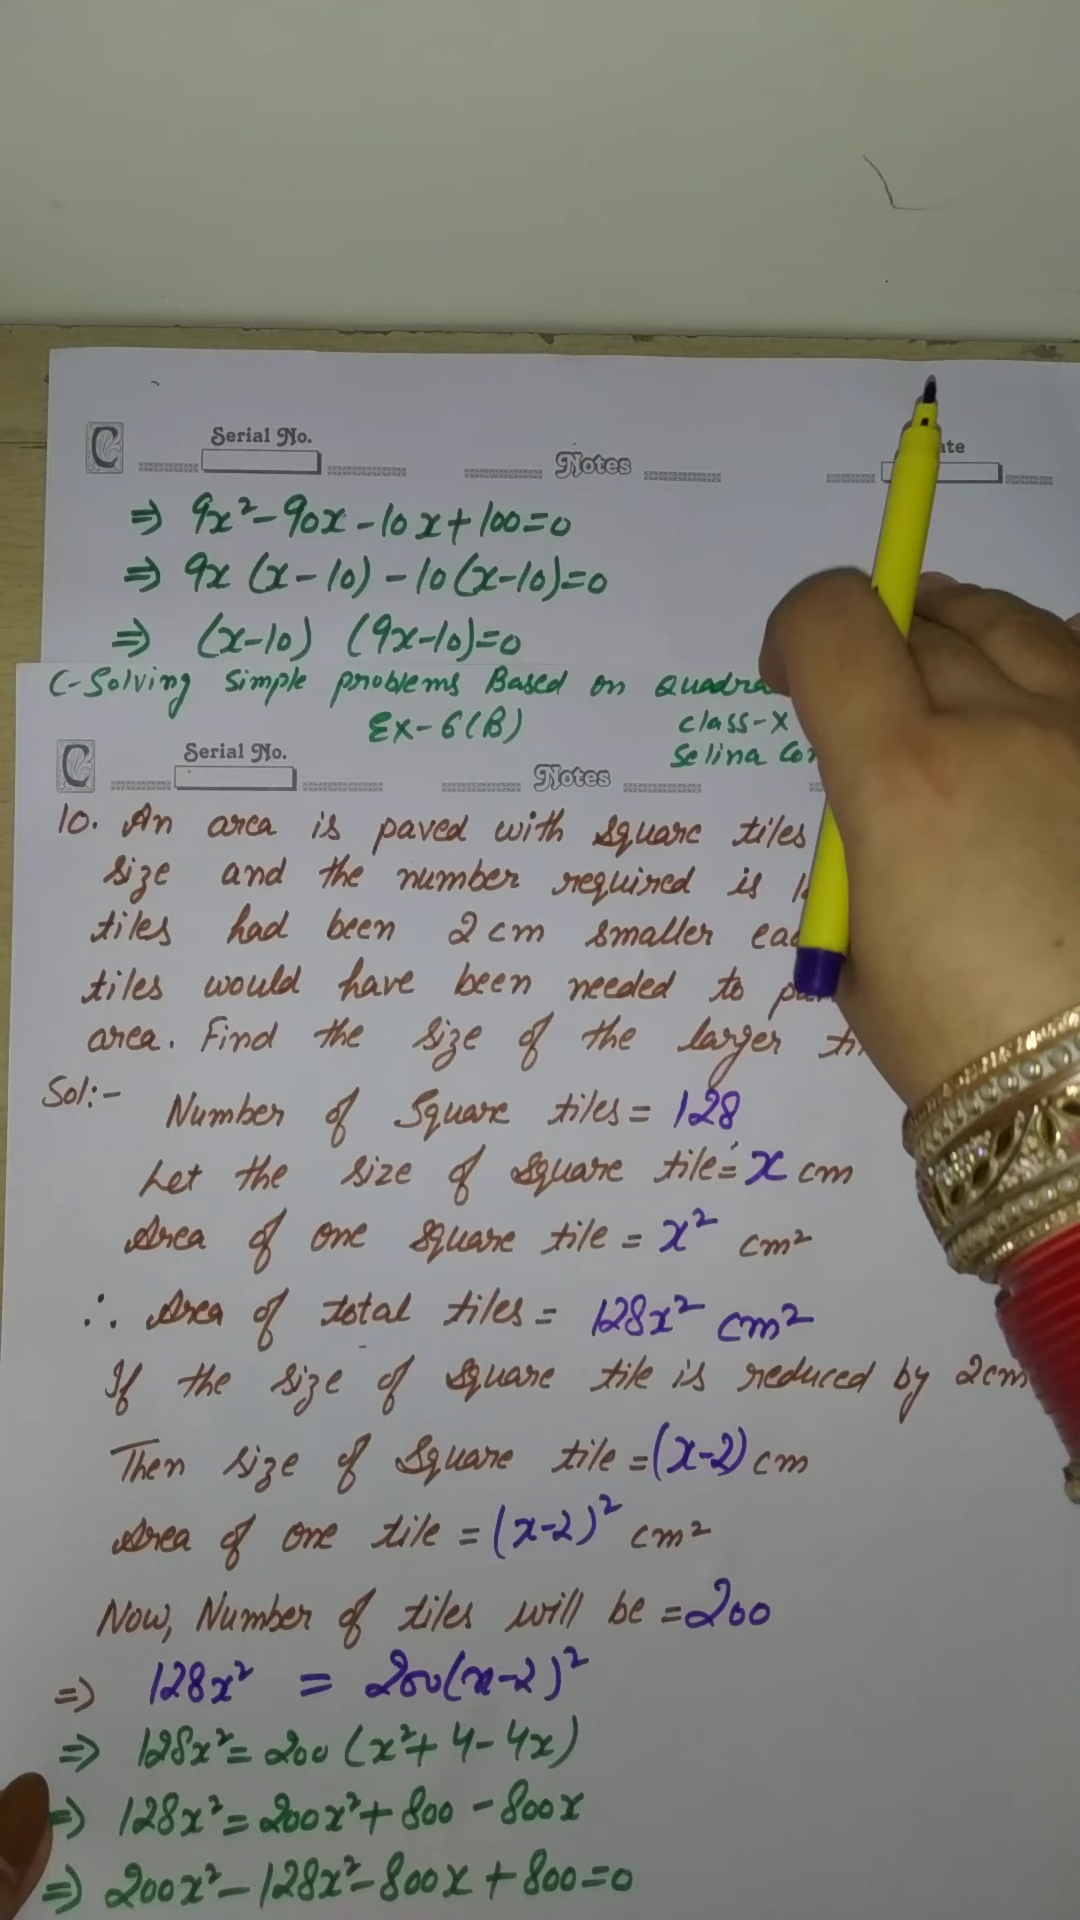 C
Serial No.
Notes
⇒ 9x²-90x-10x+100=0
⇒ 9x (x-10)-10(x-10)=0
⇒ (x-10) (9x-10)=0
C-Solving Simple problems Based on
Ex-6(B)
class-X
Selina
C
Serial No.
Notes
10. An area is paved with square tiles
size and the number required is
tiles had been 2 cm smaller
tiles would have been needed to
area. Find the size of the larger
Sol:-
Number of Square tiles = 128
Let the size of square tile = x cm
Area of one square tile = x² cm²
∴ Area of total tiles = 128x² cm²
If the size of square tile is reduced by 2cm
Then size of square tile = (x-2) cm
Area of one tile = (x-2)² cm²
Now, Number of tiles will be = 200
⇒ 128x² = 200(x-2)²
⇒ 128x² = 200 (x²+4-4x)
⇒ 128x² = 200x²+800-800x
⇒ 200x²-128x²-800x+800=0